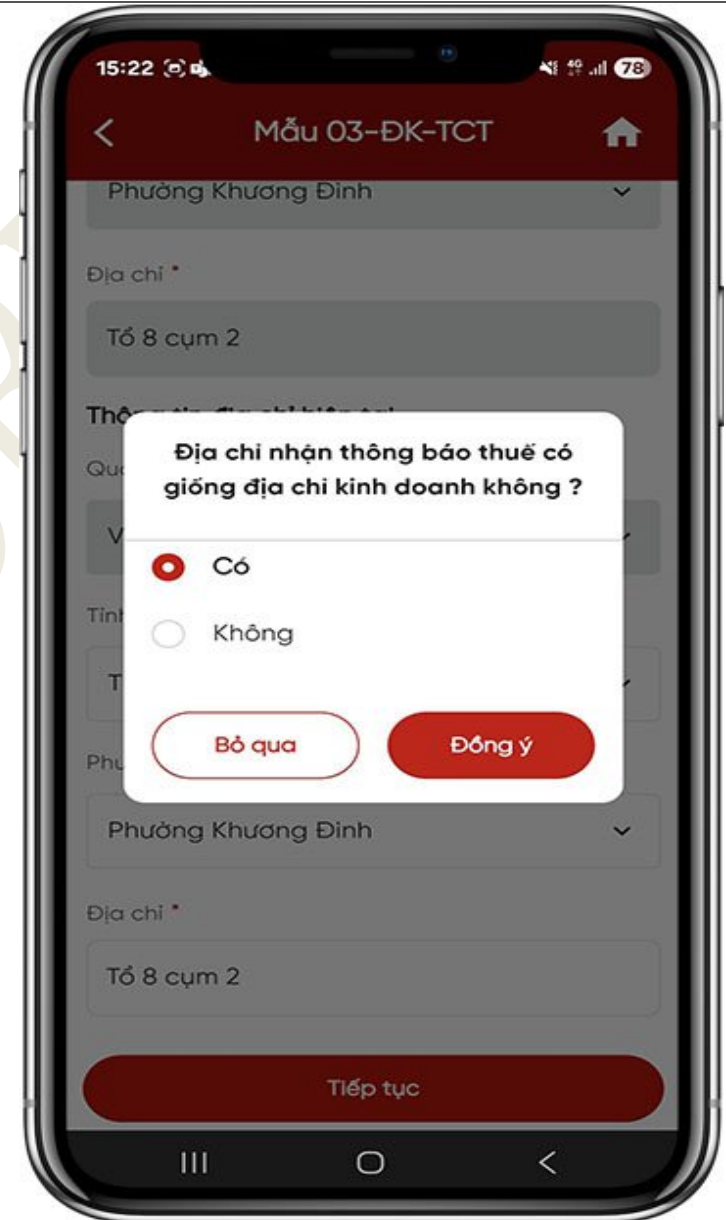 15:22
4G
78
Mẫu 03-ĐK-TCT
Phường Khương Đình
Địa chỉ *
Tổ 8 cụm 2
Địa chỉ nhận thông báo thuế có
giống địa chỉ kinh doanh không ?
Có
Không
Bỏ qua
Đồng ý
Phường Khương Đình
Địa chỉ *
Tổ 8 cụm 2
Tiếp tục